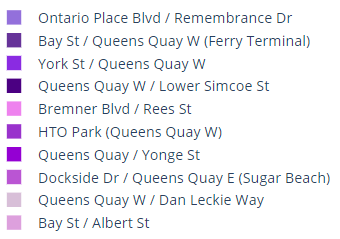 Ontario Place Blvd / Remembrance Dr
Bay St / Queens Quay W (Ferry Terminal)
York St / Queens Quay W
Queens Quay W / Lower Simcoe St
Bremner Blvd / Rees St
HTO Park (Queens Quay W)
Queens Quay / Yonge St
Dockside Dr / Queens Quay E (Sugar Beach)
Queens Quay W / Dan Leckie Way
Bay St / Albert St